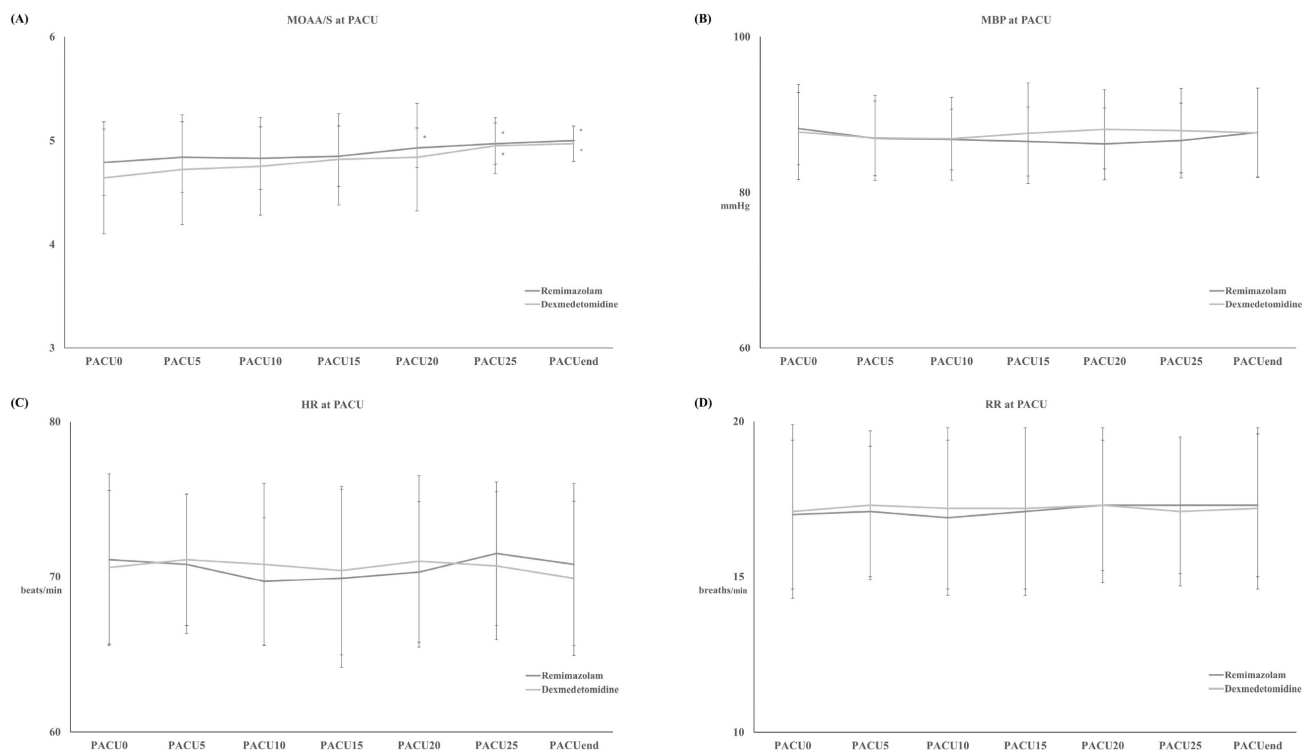 (A)
MOAA/S at PACU
6
5
4
3
*
*
*
*
*
Remimazolam
Dexmedetomidine
PACU0 PACU5 PACU10 PACU15 PACU20 PACU25 PACUend
(B)
MBP at PACU
100
80
mmHg
60
Remimazolam
Dexmedetomidine
PACU0 PACU5 PACU10 PACU15 PACU20 PACU25 PACUend
(C)
HR at PACU
80
70
beats/min
60
Remimazolam
Dexmedetomidine
PACU0 PACU5 PACU10 PACU15 PACU20 PACU25 PACUend
(D)
RR at PACU
20
15
breaths/min
10
Remimazolam
Dexmedetomidine
PACU0 PACU5 PACU10 PACU15 PACU20 PACU25 PACUend